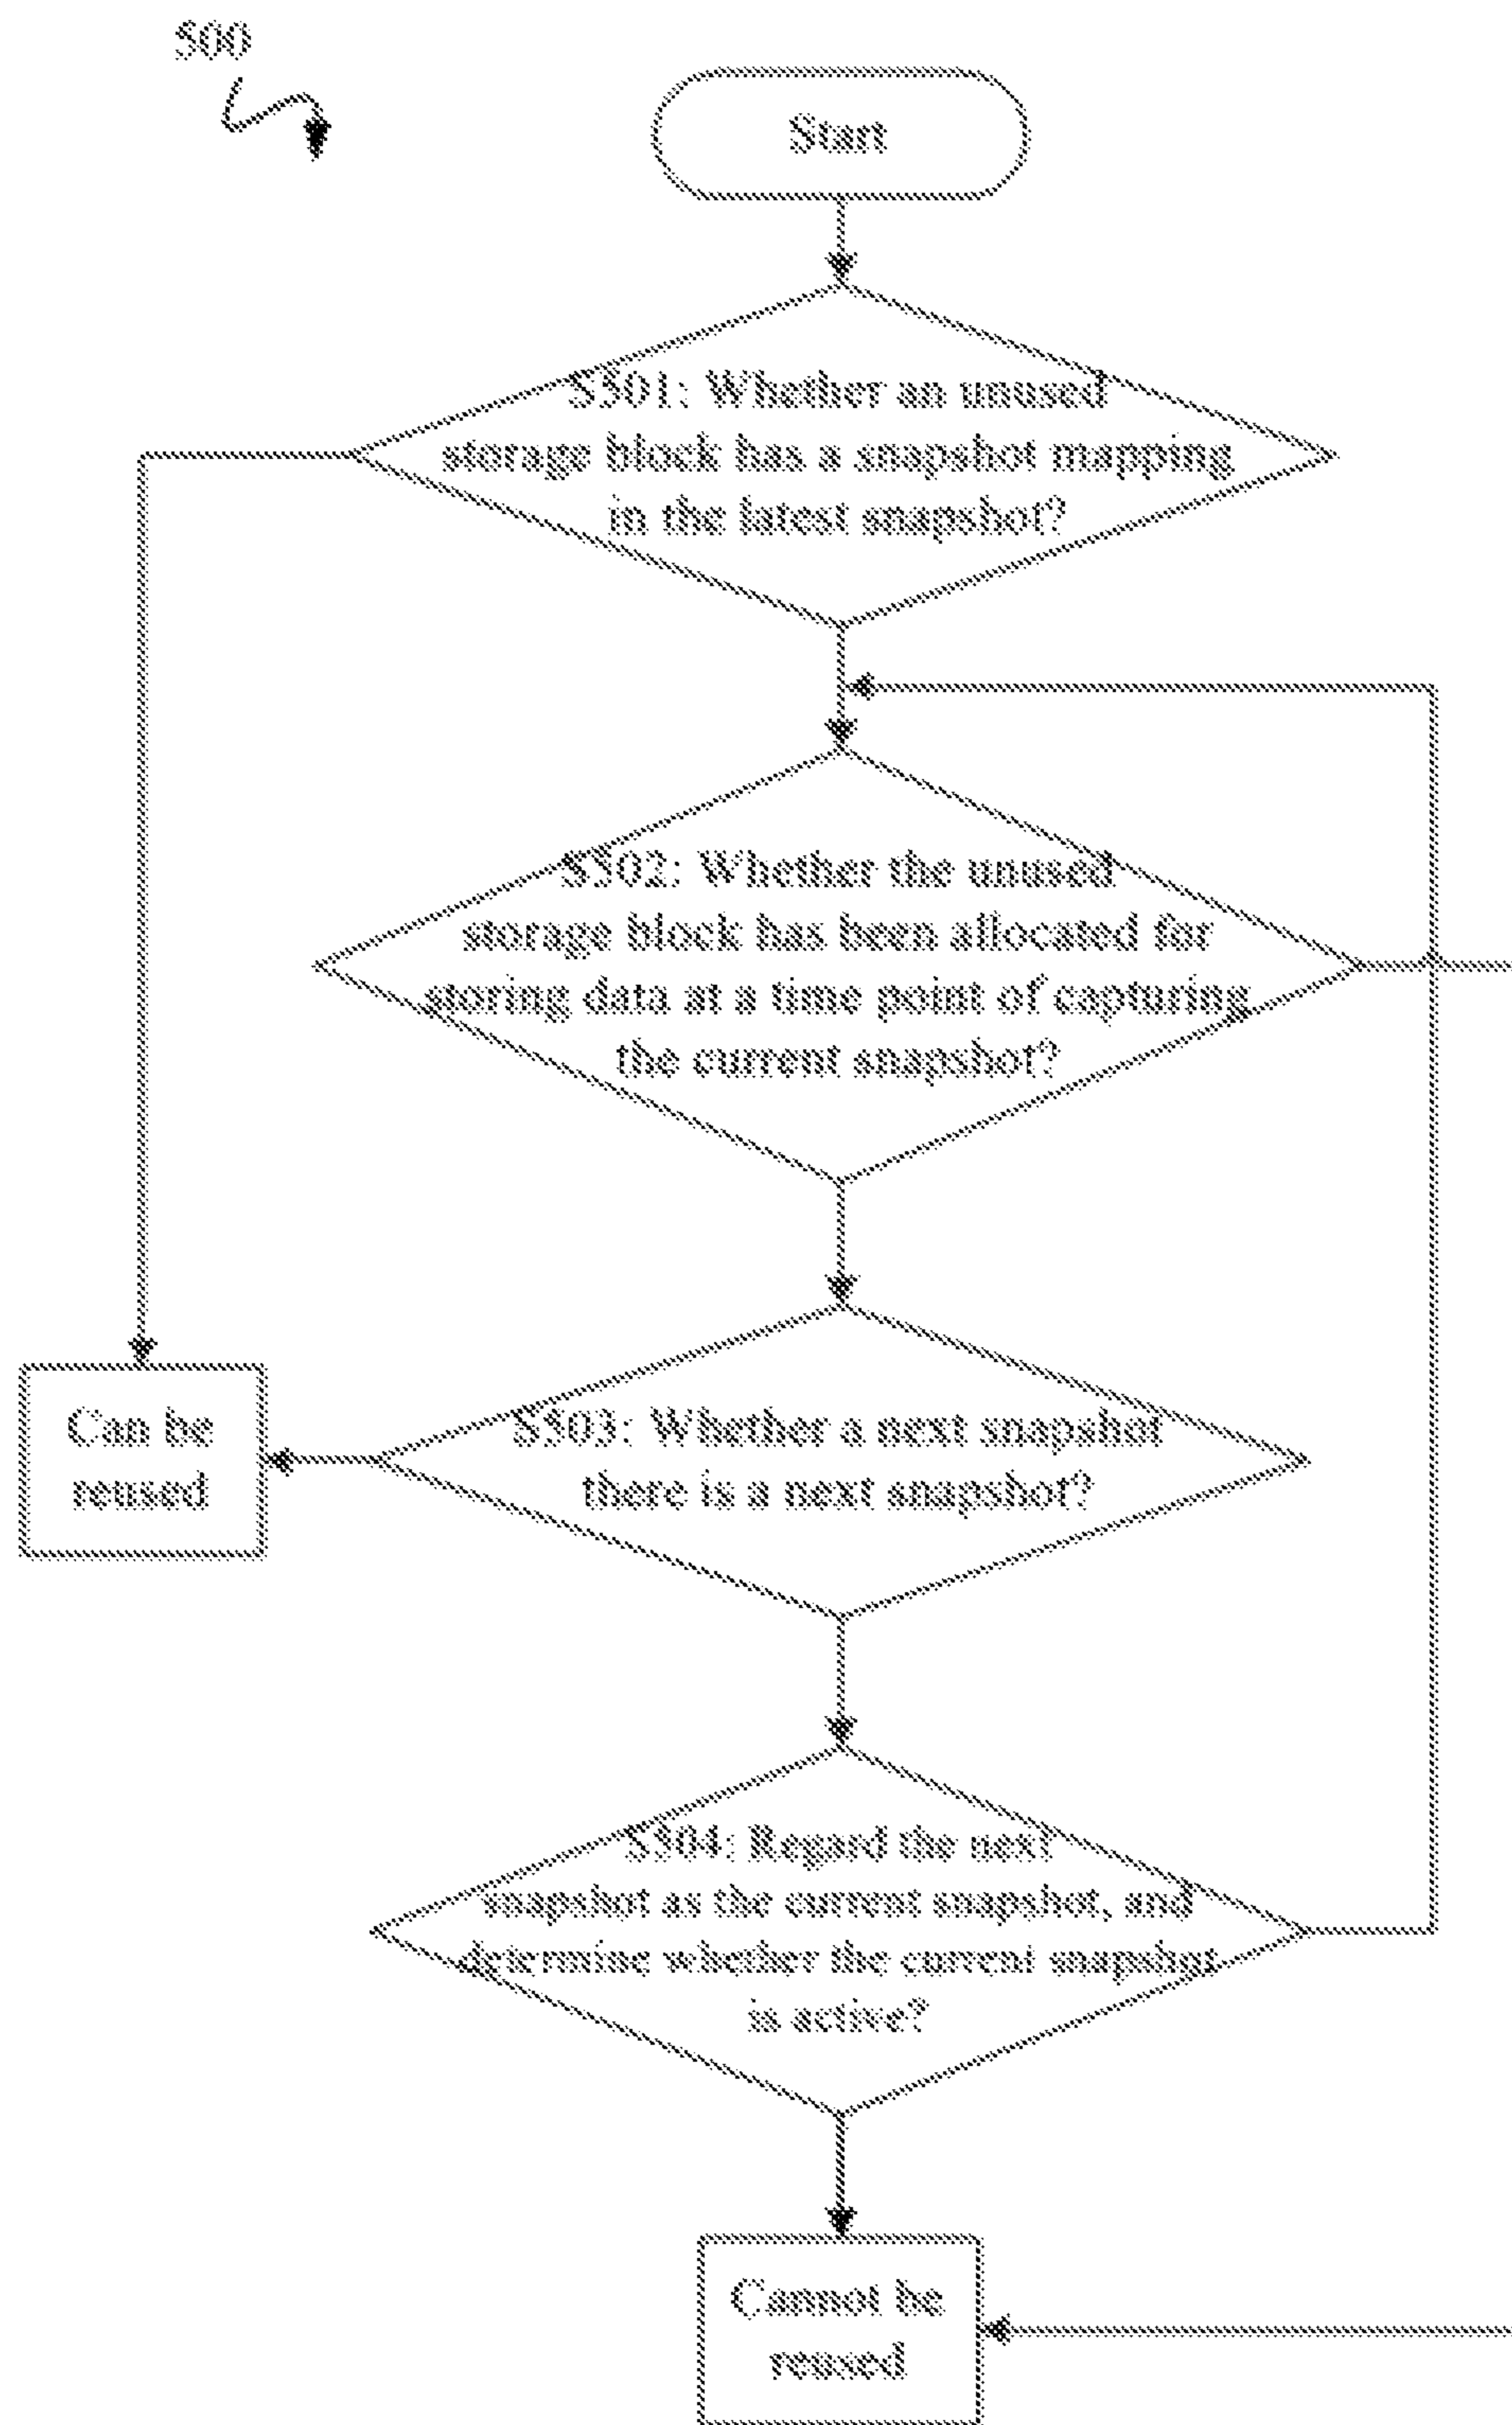 500
Start
S501: Whether an unused
storage block has a snapshot mapping
in the latest snapshot?
S502: Whether the unused
storage block has been allocated for
storing data at a time point of capturing
the current snapshot?
Can be
reused
S503: Whether a next snapshot
there is a next snapshot?
S504: Regard the next
snapshot as the current snapshot, and
determine whether the current snapshot
is active?
Cannot be
reused